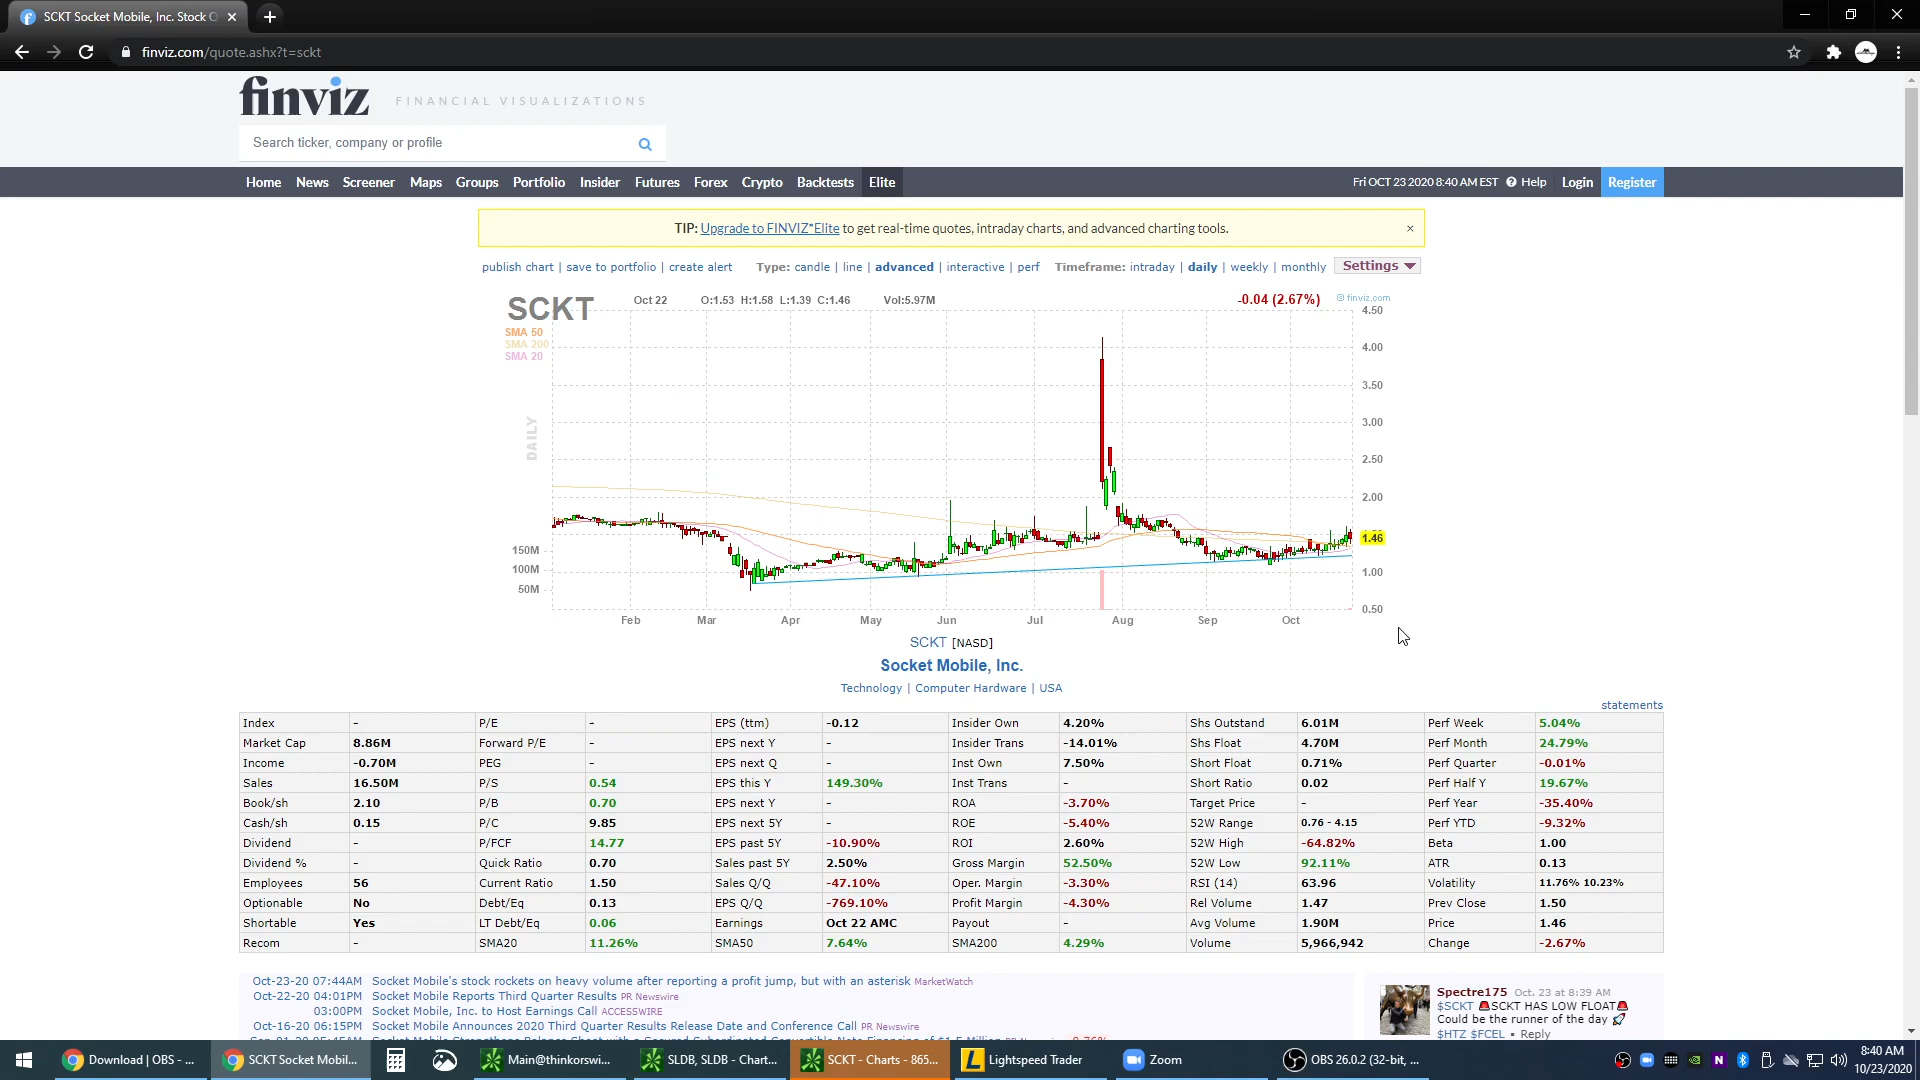 SCKT Socket Mobile, Inc. Stock Q
finviz.com/quote.ashx?t=sckt
finviz FINANCIAL VISUALIZATIONS
Search ticker, company or profile
Home News Screener Maps Groups Portfolio Insider Futures Forex Crypto Backtests Elite Fri OCT 23 2020 8:40 AM EST Help Login Register
TIP: Upgrade to FINVIZ*Elite to get real-time quotes, intraday charts, and advanced charting tools. ×
publish chart | save to portfolio | create alert Type: candle | line | advanced | interactive | perf Timeframe: intraday | daily | weekly | monthly Settings
SCKT Oct 22 O:1.53 H:1.58 L:1.39 C:1.46 Vol:5.97M -0.04 (2.67%) © finviz.com
SMA 50
SMA 200
SMA 20
DAILY
4.50
4.00
3.50
3.00
2.50
2.00
1.46
1.00
0.50
150M
100M
50M
Feb Mar Apr May Jun Jul Aug Sep Oct
SCKT [NASD]
Socket Mobile, Inc.
Technology | Computer Hardware | USA
statements
Index - P/E - EPS (ttm) -0.12 Insider Own 4.20% Shs Outstand 6.01M Perf Week 5.04%
Market Cap 8.86M Forward P/E - EPS next Y - Insider Trans -14.01% Shs Float 4.70M Perf Month 24.79%
Income -0.70M PEG - EPS next Q - Inst Own 7.50% Short Float 0.71% Perf Quarter -0.01%
Sales 16.50M P/S 0.54 EPS this Y 149.30% Inst Trans - Short Ratio 0.02 Perf Half Y 19.67%
Book/sh 2.10 P/B 0.70 EPS next Y - ROA -3.70% Target Price - Perf Year -35.40%
Cash/sh 0.15 P/C 9.85 EPS next 5Y - ROE -5.40% 52W Range 0.76 - 4.15 Perf YTD -9.32%
Dividend - P/FCF 14.77 EPS past 5Y -10.90% ROI 2.60% 52W High -64.82% Beta 1.00
Dividend % - Quick Ratio 0.70 Sales past 5Y 2.50% Gross Margin 52.50% 52W Low 92.11% ATR 0.13
Employees 56 Current Ratio 1.50 Sales Q/Q -47.10% Oper. Margin -3.30% RSI (14) 63.96 Volatility 11.76% 10.23%
Optionable No Debt/Eq 0.13 EPS Q/Q -769.10% Profit Margin -4.30% Rel Volume 1.47 Prev Close 1.50
Shortable Yes LT Debt/Eq 0.06 Earnings Oct 22 AMC Payout - Avg Volume 1.90M Price 1.46
Recom - SMA20 11.26% SMA50 7.64% SMA200 4.29% Volume 5,966,942 Change -2.67%
Oct-23-20 07:44AM Socket Mobile's stock rockets on heavy volume after reporting a profit jump, but with an asterisk MarketWatch
Oct-22-20 04:01PM Socket Mobile Reports Third Quarter Results PR Newswire
03:00PM Socket Mobile, Inc. to Host Earnings Call ACCESSWIRE
Oct-16-20 06:15PM Socket Mobile Announces 2020 Third Quarter Results Release Date and Conference Call PR Newswire
Spectre175 Oct. 23 at 8:39 AM
$SCKT 🚨SCKT HAS LOW FLOAT🚨
Could be the runner of the day 🚀
$HTZ $FCEL • Reply
Download | OBS - ... SCKT Socket Mobil... Main@thinkorswi... SLDB, SLDB - Chart... SCKT - Charts - 865... Lightspeed Trader Zoom OBS 26.0.2 (32-bit, ... 8:40 AM
10/23/2020